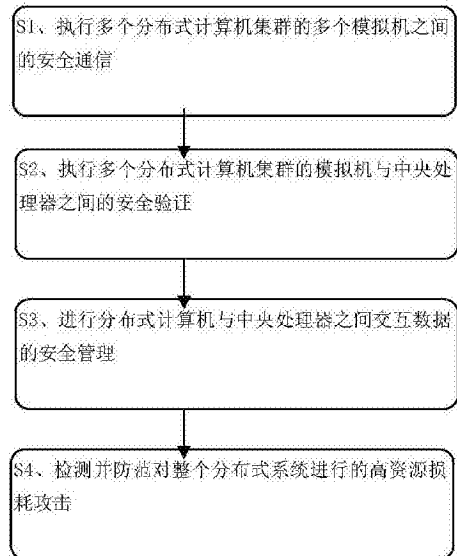 S1、执行多个分布式计算机集群的多个模拟机之间
的安全通信
S2、执行多个分布式计算机集群的模拟机与中央处
理器之间的安全验证
S3、进行分布式计算机与中央处理器之间交互数据
的安全管理
S4、检测并防范对整个分布式系统进行的高资源损
耗攻击